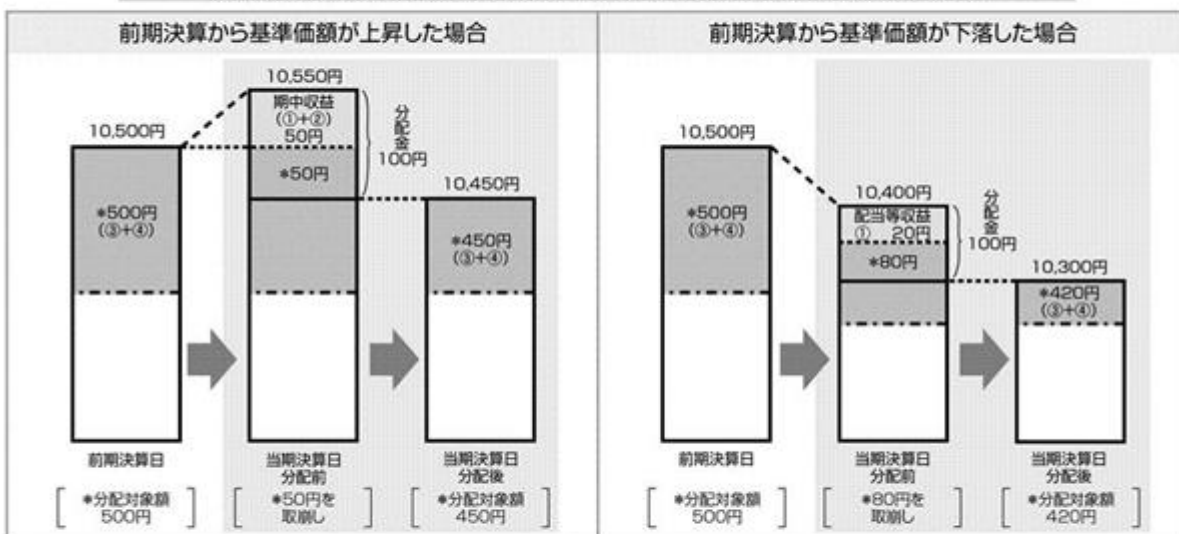 前期決算から基準価額が上昇した場合
10,550円
期中収益
(①+②)
50円
分配金
100円
10,500円
*50円
10,450円
*500円
(③+④)
*450円
(③+④)
前期決算日
当期決算日
分配前
当期決算日
分配後
*分配対象額
500円
*50円を
取崩し
*分配対象額
450円
前期決算から基準価額が下落した場合
10,500円
10,400円
配当等収益
① 20円
分配金
100円
*80円
10,300円
*500円
(③+④)
*420円
(③+④)
前期決算日
当期決算日
分配前
当期決算日
分配後
*分配対象額
500円
*80円を
取崩し
*分配対象額
420円